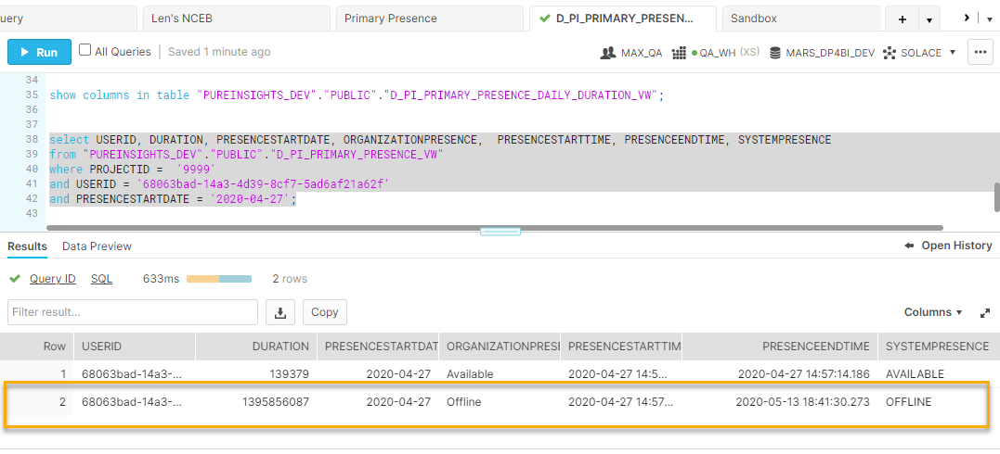 uery Len's NCEB Primary Presence D_PI_PRIMARY_PRESEN... Sandbox +
Run All Queries Saved 1 minute ago MAX_QA QA_WH (XS) MARS_DP4BI_DEV SOLACE ...
34
35 show columns in table "PUREINSIGHTS_DEV"."PUBLIC"."D_PI_PRIMARY_PRESENCE_DAILY_DURATION_VW";
36
37
38 select USERID, DURATION, PRESENCESTARTDATE, ORGANIZATIONPRESENCE,  PRESENCESTARTTIME, PRESENCEENDTIME, SYSTEMPRESENCE
39 from "PUREINSIGHTS_DEV"."PUBLIC"."D_PI_PRIMARY_PRESENCE_VW"
40 where PROJECTID =  '9999'
41 and USERID = '68063bad-14a3-4d39-8cf7-5ad6af21a62f'
42 and PRESENCESTARTDATE = '2020-04-27';
43
Results Data Preview Open History
Query ID SQL 633ms 2 rows
Filter result... Copy Columns
Row USERID DURATION PRESENCESTARTDAT ORGANIZATIONPRESE PRESENCESTARTTIM PRESENCEENDTIME SYSTEMPRESENCE
1 68063bad-14a3-... 139379 2020-04-27 Available 2020-04-27 14:5... 2020-04-27 14:57:14.186 AVAILABLE
2 68063bad-14a3-... 1395856087 2020-04-27 Offline 2020-04-27 14:57... 2020-05-13 18:41:30.273 OFFLINE